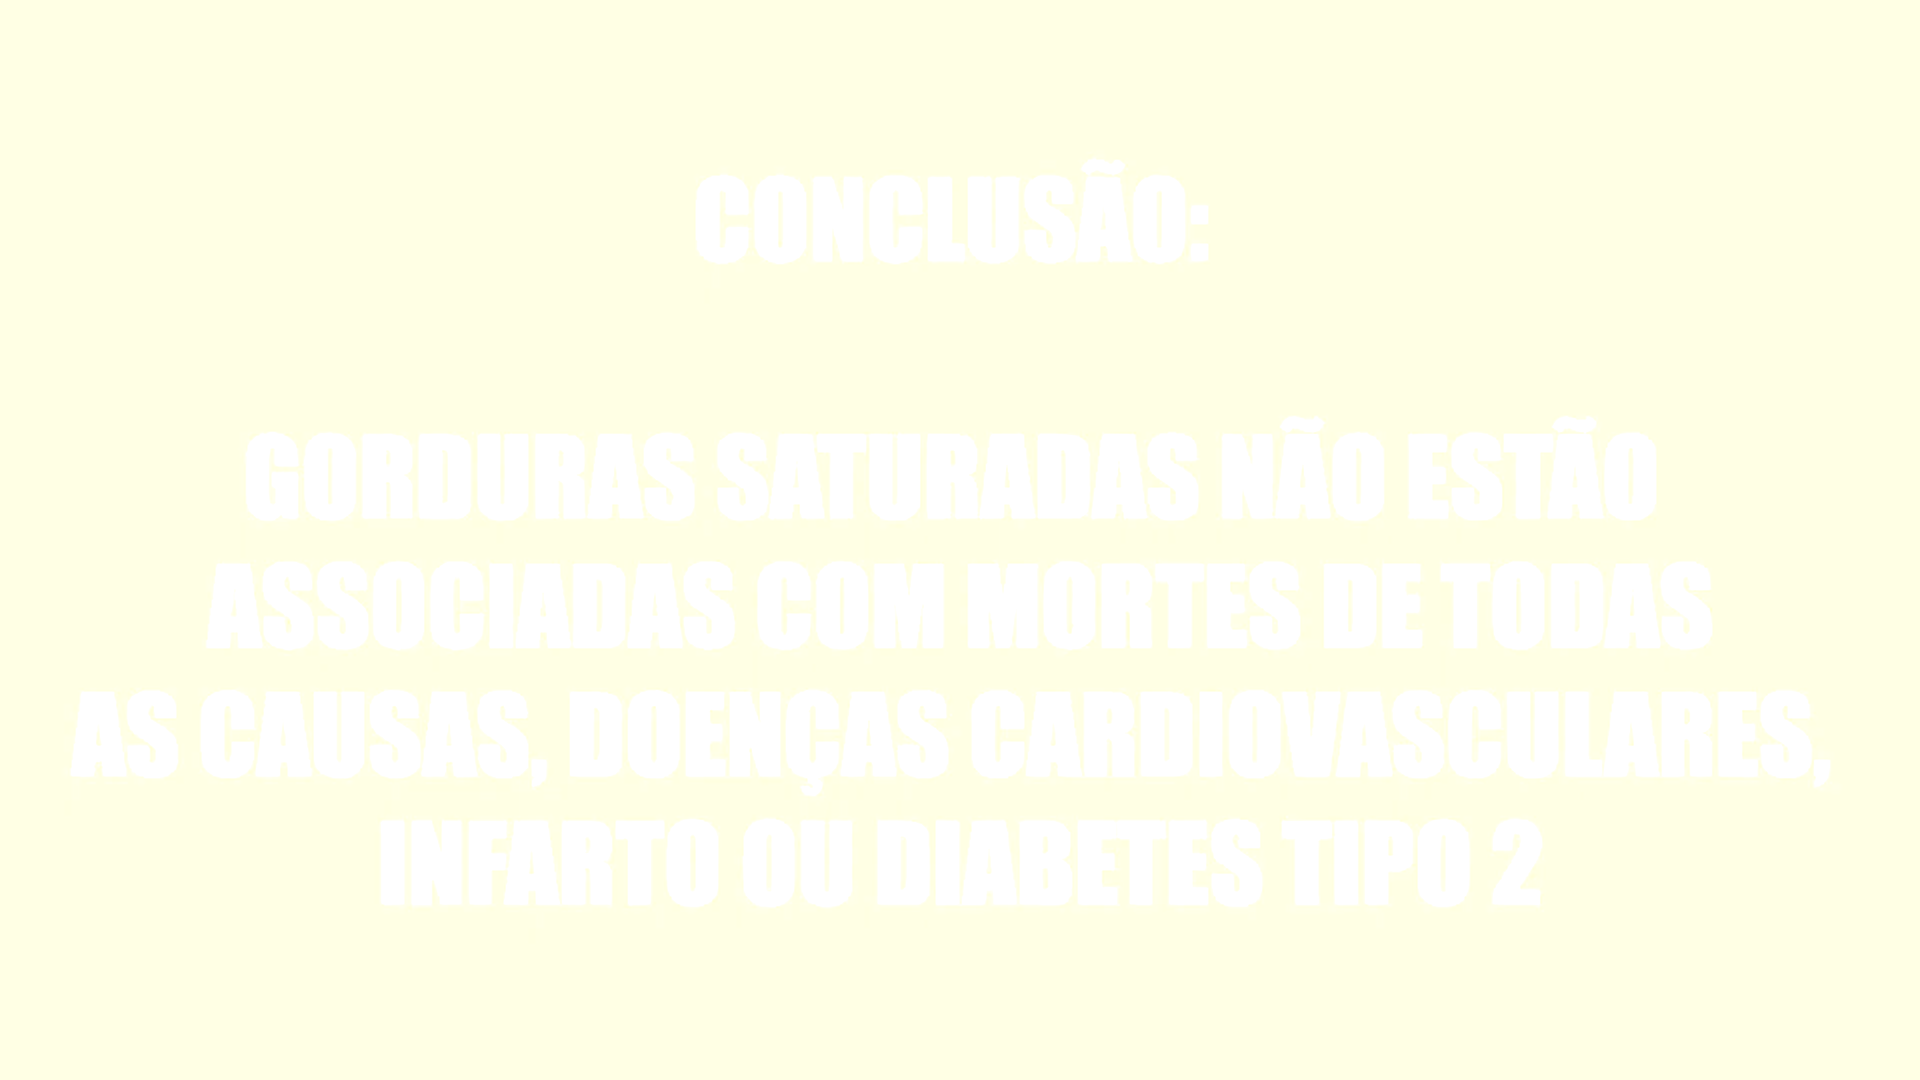 CONCLUSÃO:
GORDURAS SATURADAS NÃO ESTÃO
ASSOCIADAS COM MORTES DE TODAS
AS CAUSAS, DOENÇAS CARDIOVASCULARES,
INFARTO OU DIABETES TIPO 2